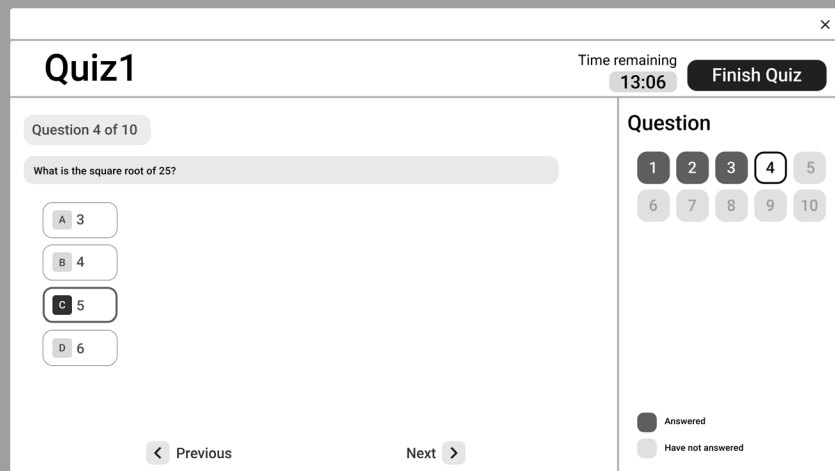 Quiz1
Time remaining
13:06
Finish Quiz
Question 4 of 10
What is the square root of 25?
A 3
B 4
C 5
D 6
Previous
Next
Question
1 2 3 4 5
6 7 8 9 10
Answered
Have not answered